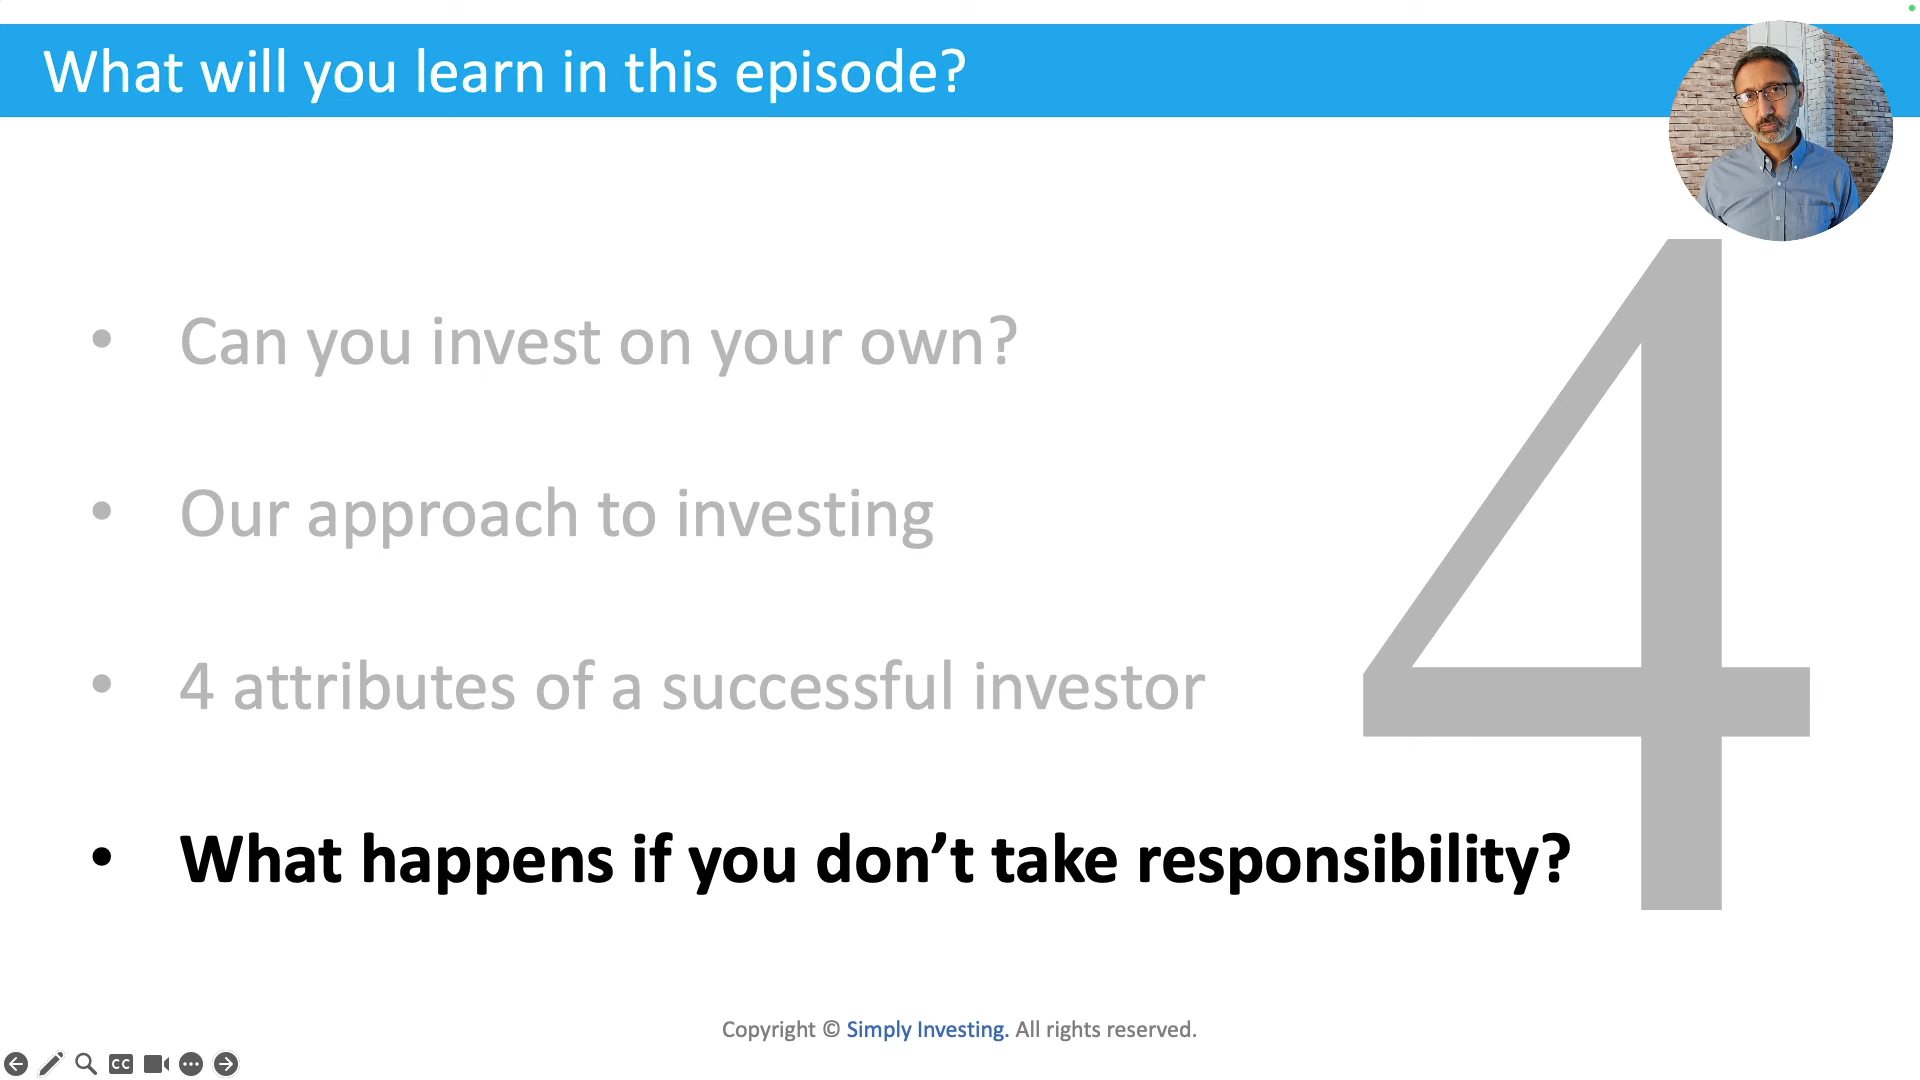 What will you learn in this episode?
• Can you invest on your own?
• Our approach to investing
• 4 attributes of a successful investor
• What happens if you don’t take responsibility?
4
Copyright © Simply Investing. All rights reserved.
CC